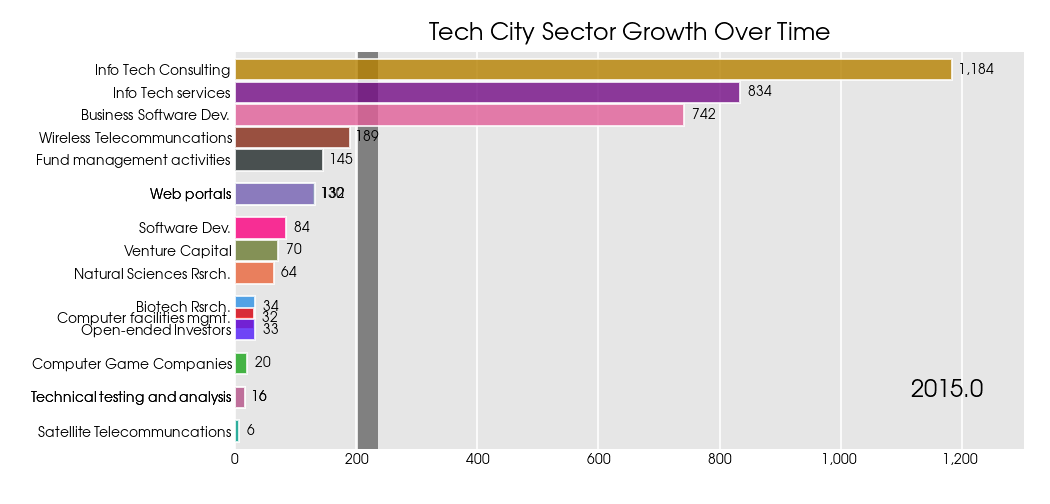 Tech City Sector Growth Over Time
Info Tech Consulting 1,184
Info Tech services 834
Business Software Dev. 742
Wireless Telecommuncations 189
Fund management activities 145
Web portals
Software Dev. 84
Venture Capital 70
Natural Sciences Rsrch. 64
Biotech Rsrch. 34
Computer facilities mgmt. 32
Open-ended Investors 33
Computer Game Companies 20
Technical testing and analysis 16
2015.0
Satellite Telecommuncations 6
0 200 400 600 800 1,000 1,200